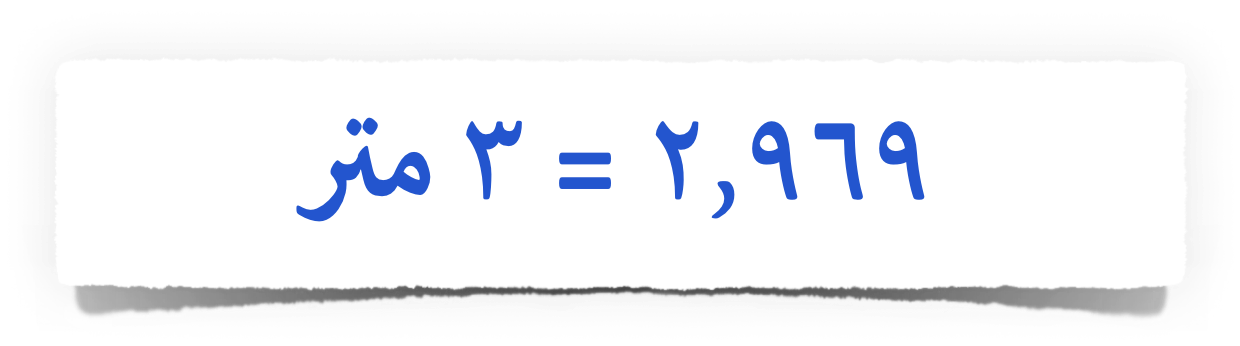 ٢,٩٦٩ = ٣ متر